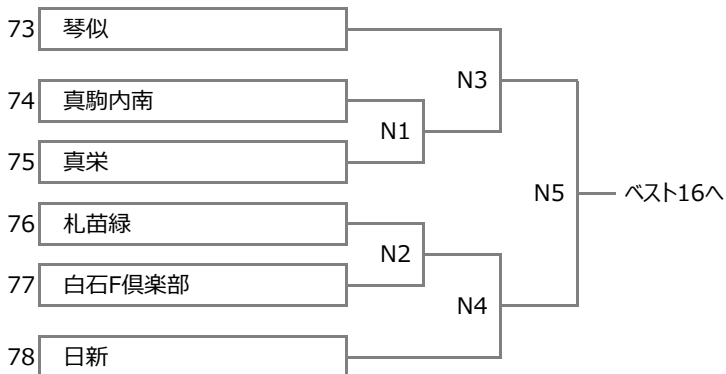 73 琴似
N3
74 真駒内南
N1
75 真栄
N5 ベスト16へ
76 札苗緑
N2
77 白石F倶楽部
N4
78 日新